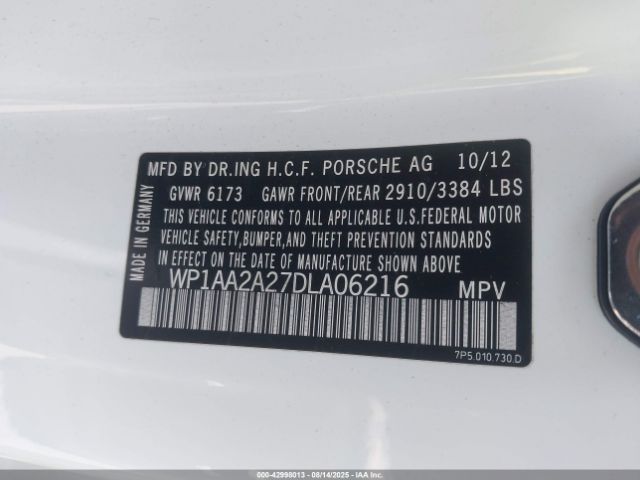 MFD BY DR.ING H.C.F. PORSCHE AG 10/12
GVWR 6173 GAWR FRONT/REAR 2910/3384 LBS
THIS VEHICLE CONFORMS TO ALL APPLICABLE U.S.FEDERAL MOTOR
VEHICLE SAFETY,BUMPER,AND THEFT PREVENTION STANDARDS
IN EFFECT ON THE DATE OF MANUFACTURE SHOWN ABOVE.
WP1AA2A27DLA06216 MPV
7P5.010.730.D
MADE IN GERMANY
000-42998013 - 08/14/2025 - IAAI.com